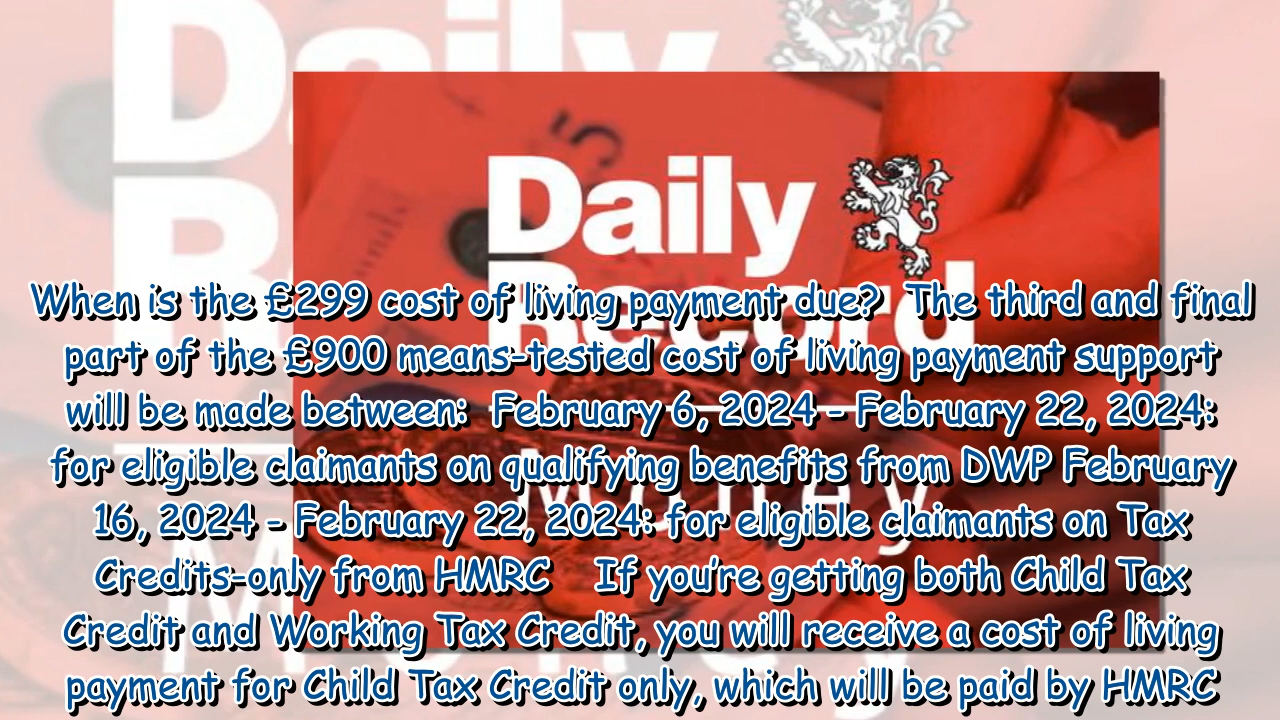 Daily
Record
Money
When is the £299 cost of living payment due? The third and final
part of the £900 means-tested cost of living payment support
will be made between: February 6, 2024 - February 22, 2024:
for eligible claimants on qualifying benefits from DWP February
16, 2024 - February 22, 2024: for eligible claimants on Tax
Credits-only from HMRC If you're getting both Child Tax
Credit and Working Tax Credit, you will receive a cost of living
payment for Child Tax Credit only, which will be paid by HMRC